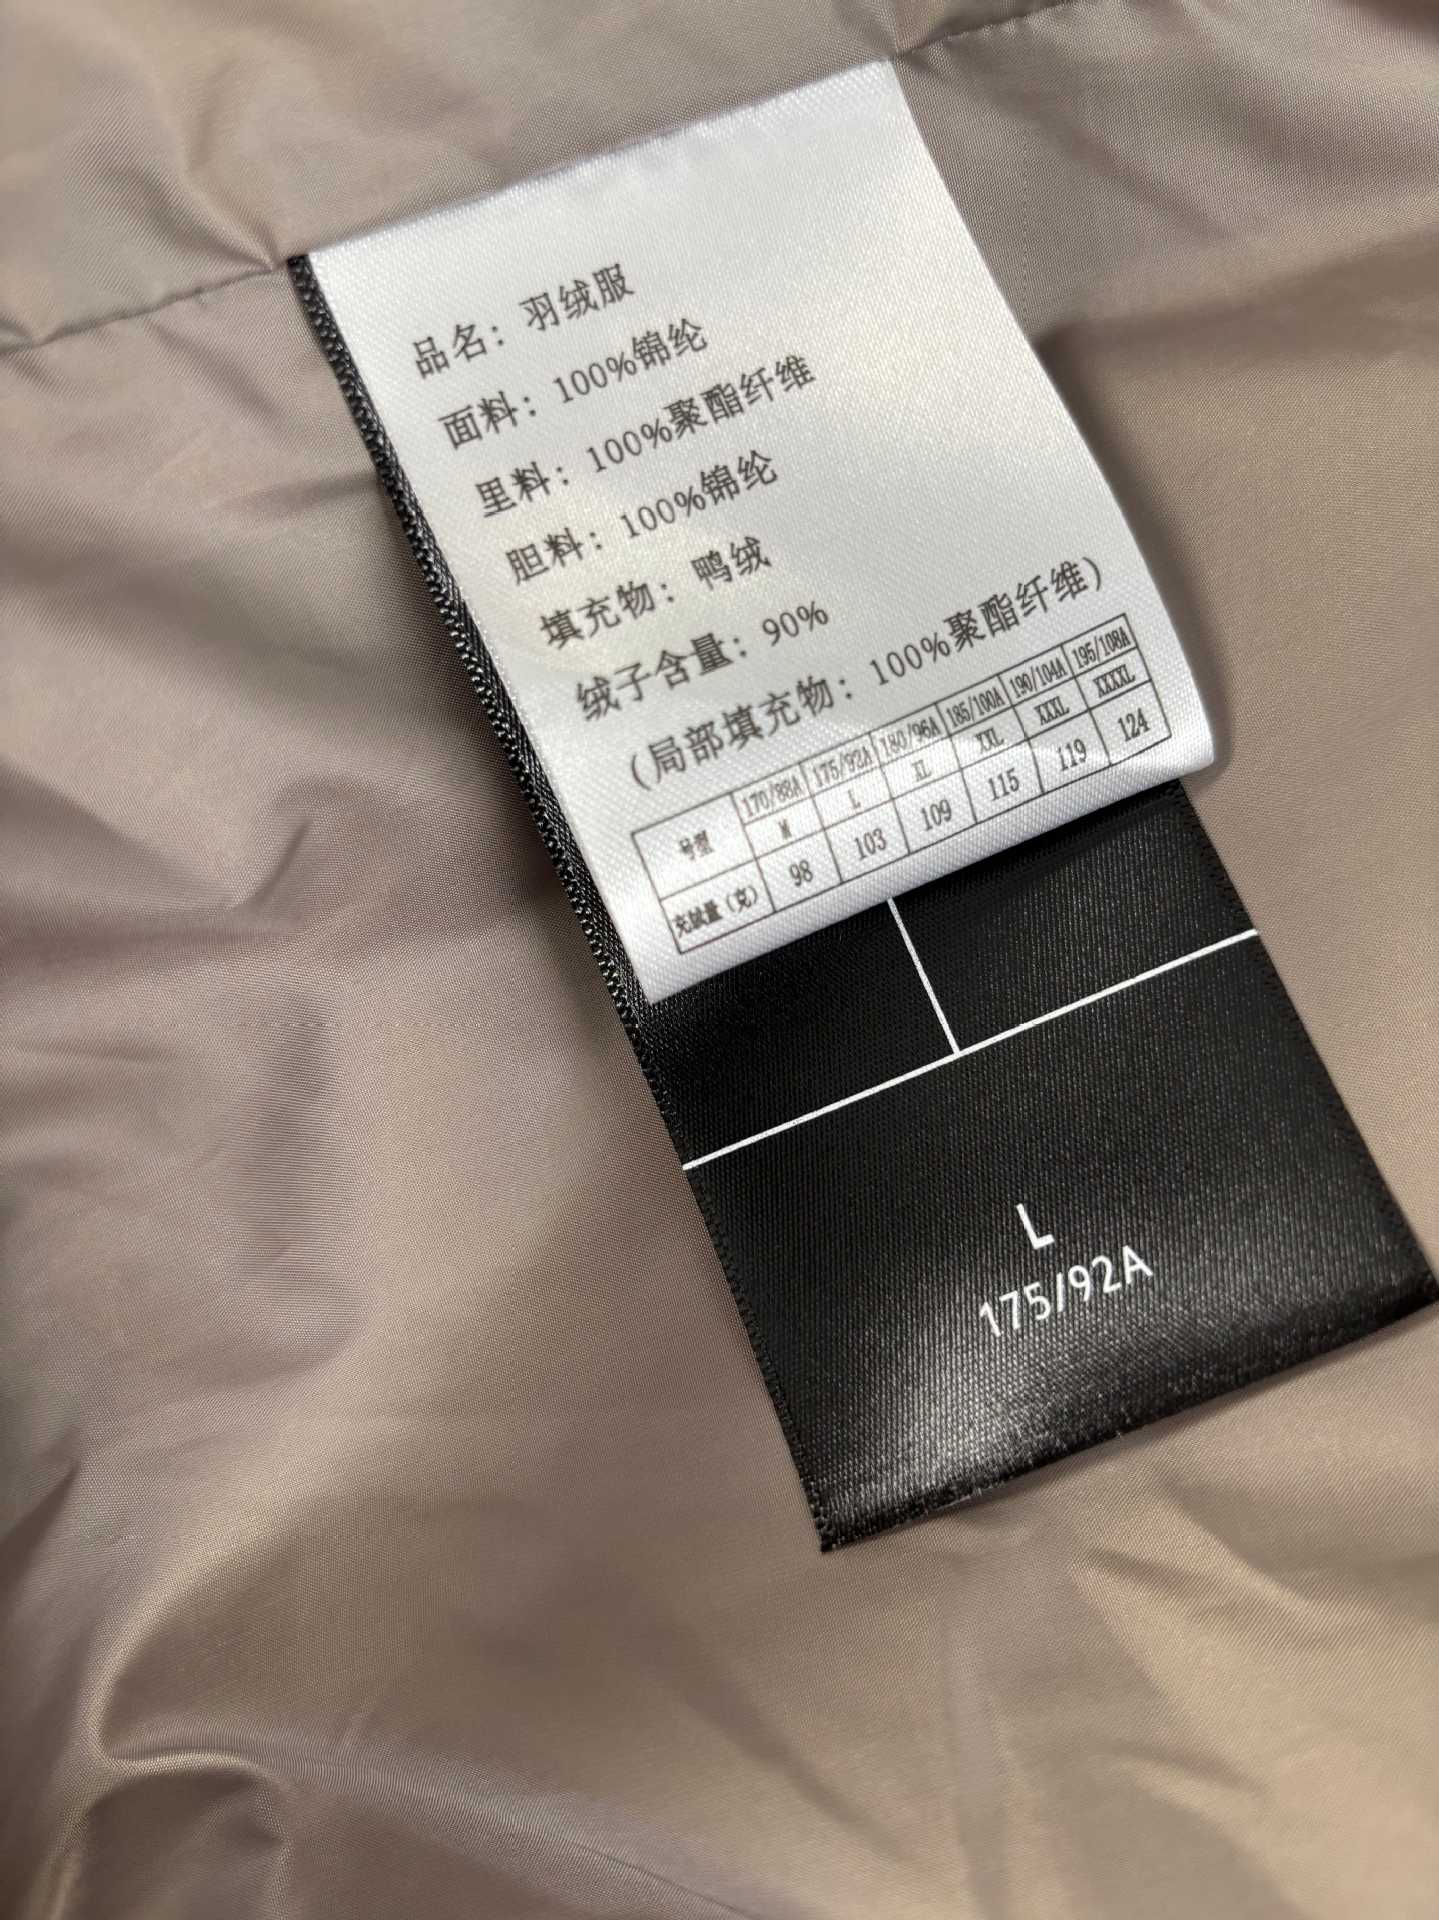 品名：羽绒服
面料：100%锦纶
里料：100%聚酯纤维
胆料：100%锦纶
填充物：鸭绒
绒子含量：90%
(局部填充物：100%聚酯纤维)
号型 170/88A 175/92A 180/96A 185/100A 190/104A 195/108A
M L XL XXL XXXL XXXXL
充绒量（克） 98 103 109 115 119 124
L
175/92A